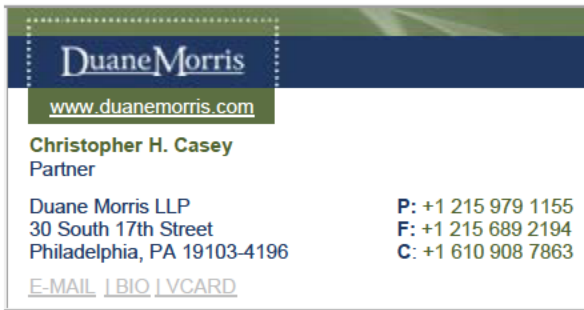 DuaneMorris
www.duanemorris.com
Christopher H. Casey
Partner
Duane Morris LLP
30 South 17th Street
Philadelphia, PA 19103-4196
P: +1 215 979 1155
F: +1 215 689 2194
C: +1 610 908 7863
E-MAIL | BIO | VCARD